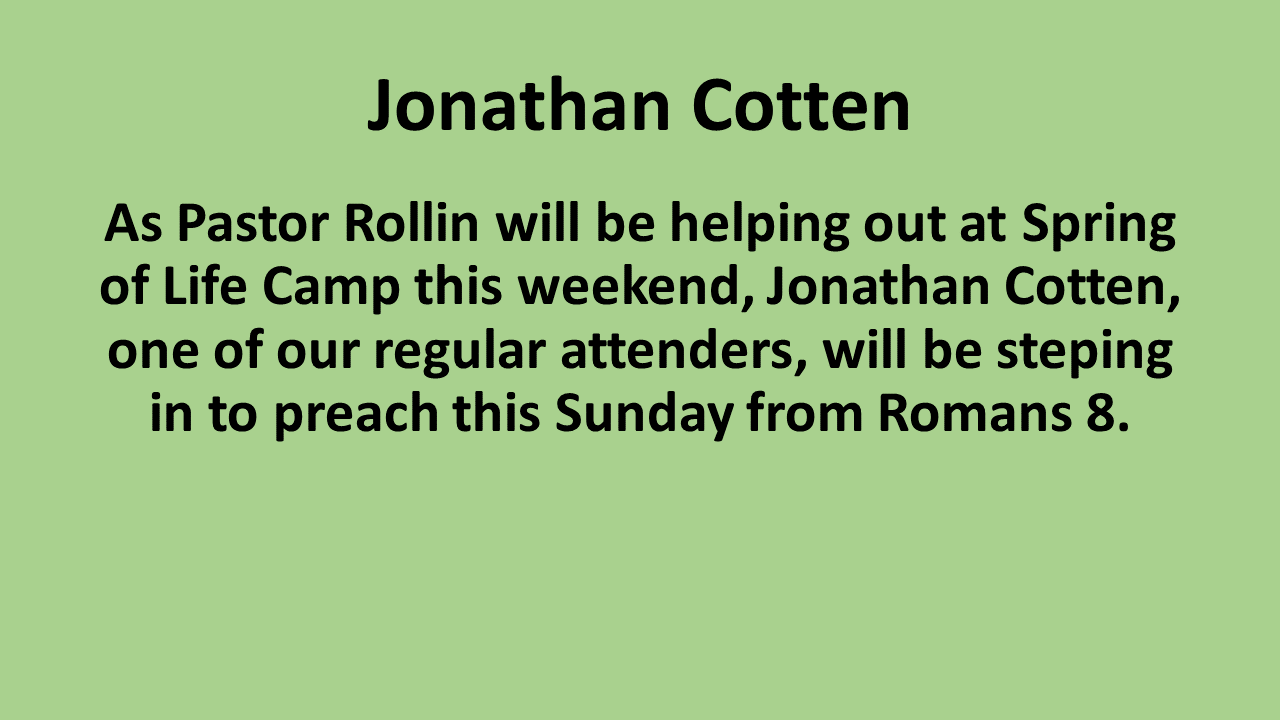 Jonathan Cotten
As Pastor Rollin will be helping out at Spring
of Life Camp this weekend, Jonathan Cotten,
one of our regular attenders, will be steping
in to preach this Sunday from Romans 8.